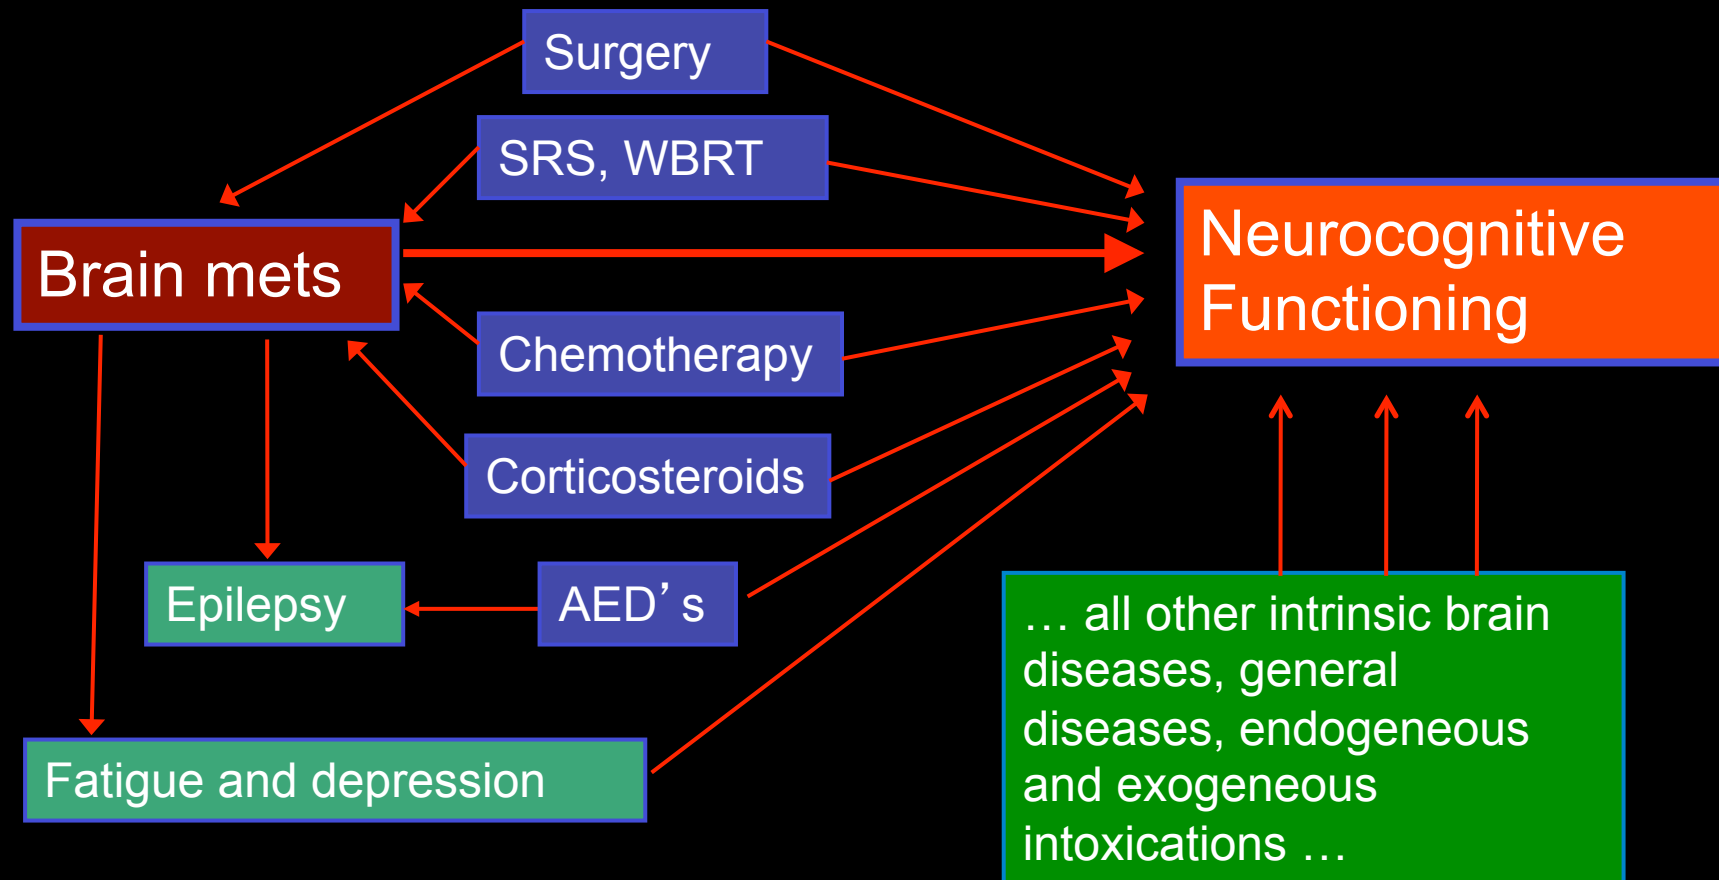 Surgery
SRS, WBRT
Brain mets
Neurocognitive
Functioning
Chemotherapy
Corticosteroids
Epilepsy
AED’s
Fatigue and depression
… all other intrinsic brain
diseases, general
diseases, endogeneous
and exogeneous
intoxications …